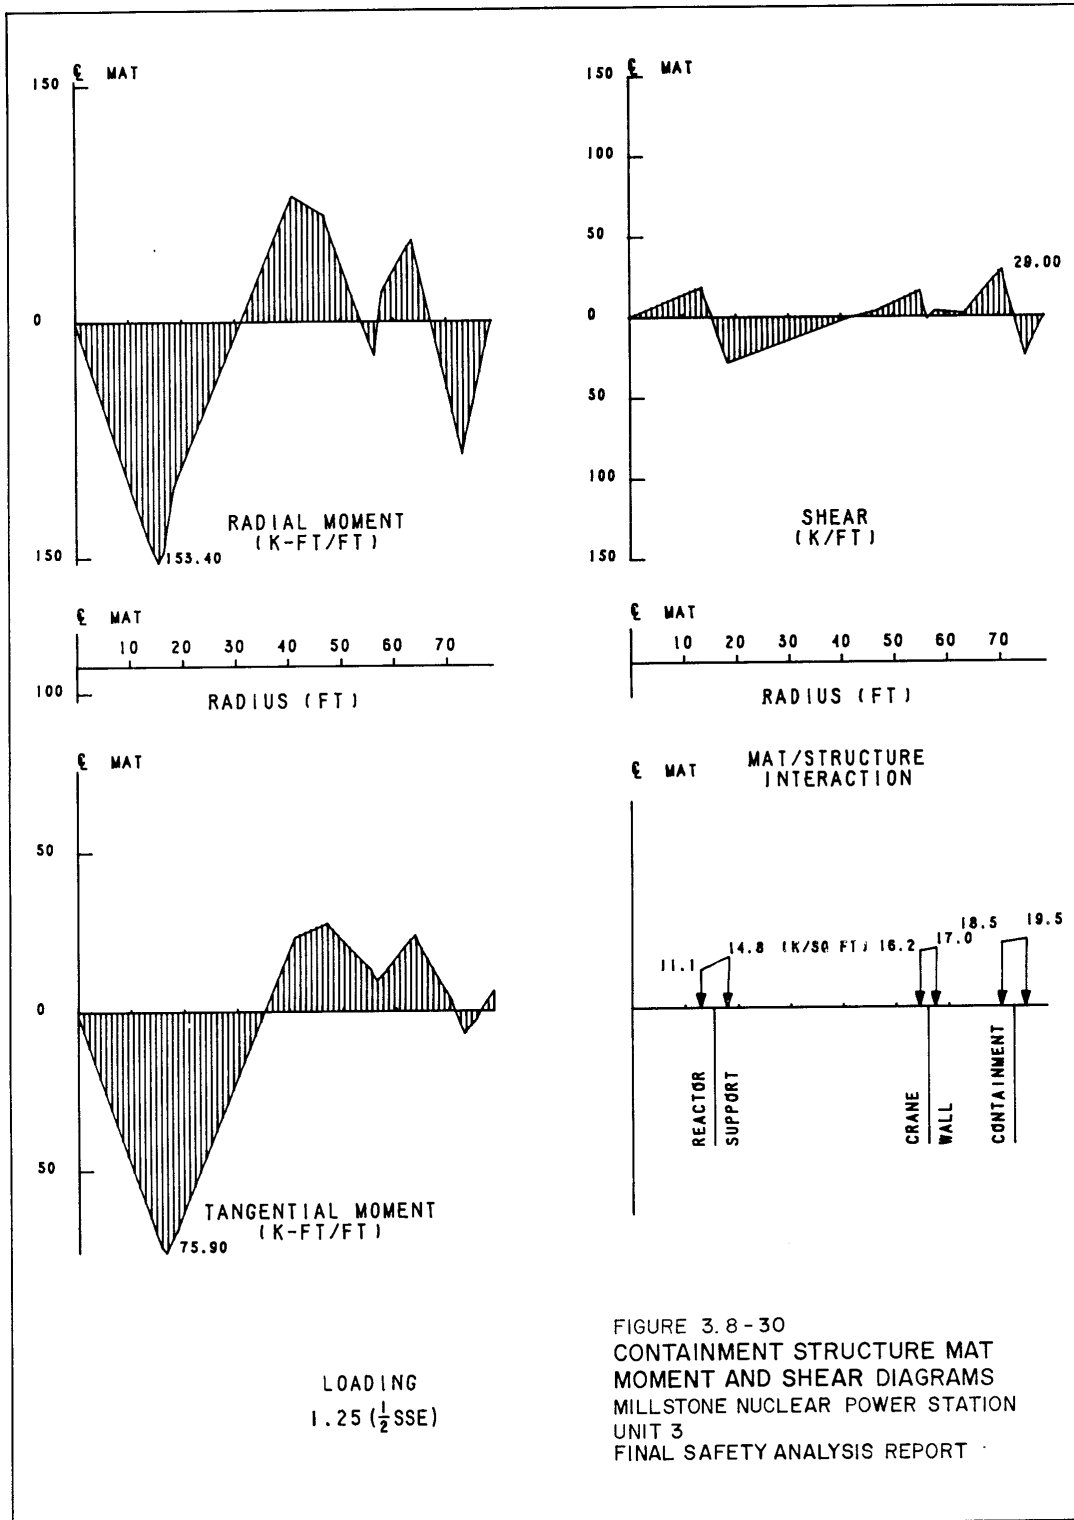 ℄ MAT
150
0
150
153.40
RADIAL MOMENT
(K-FT/FT)
℄ MAT
150
100
50
0
50
100
150
29.00
SHEAR
(K/FT)
℄ MAT
10 20 30 40 50 60 70
100
RADIUS (FT)
℄ MAT
10 20 30 40 50 60 70
RADIUS (FT)
℄ MAT
50
0
50
75.90
TANGENTIAL MOMENT
(K-FT/FT)
℄ MAT
MAT/STRUCTURE
INTERACTION
11.1
14.8 (K/SQ FT) 16.2
17.0
18.5
19.5
REACTOR
SUPPORT
CRANE
WALL
CONTAINMENT
LOADING
1.25 (½SSE)
FIGURE 3.8-30
CONTAINMENT STRUCTURE MAT
MOMENT AND SHEAR DIAGRAMS
MILLSTONE NUCLEAR POWER STATION
UNIT 3
FINAL SAFETY ANALYSIS REPORT